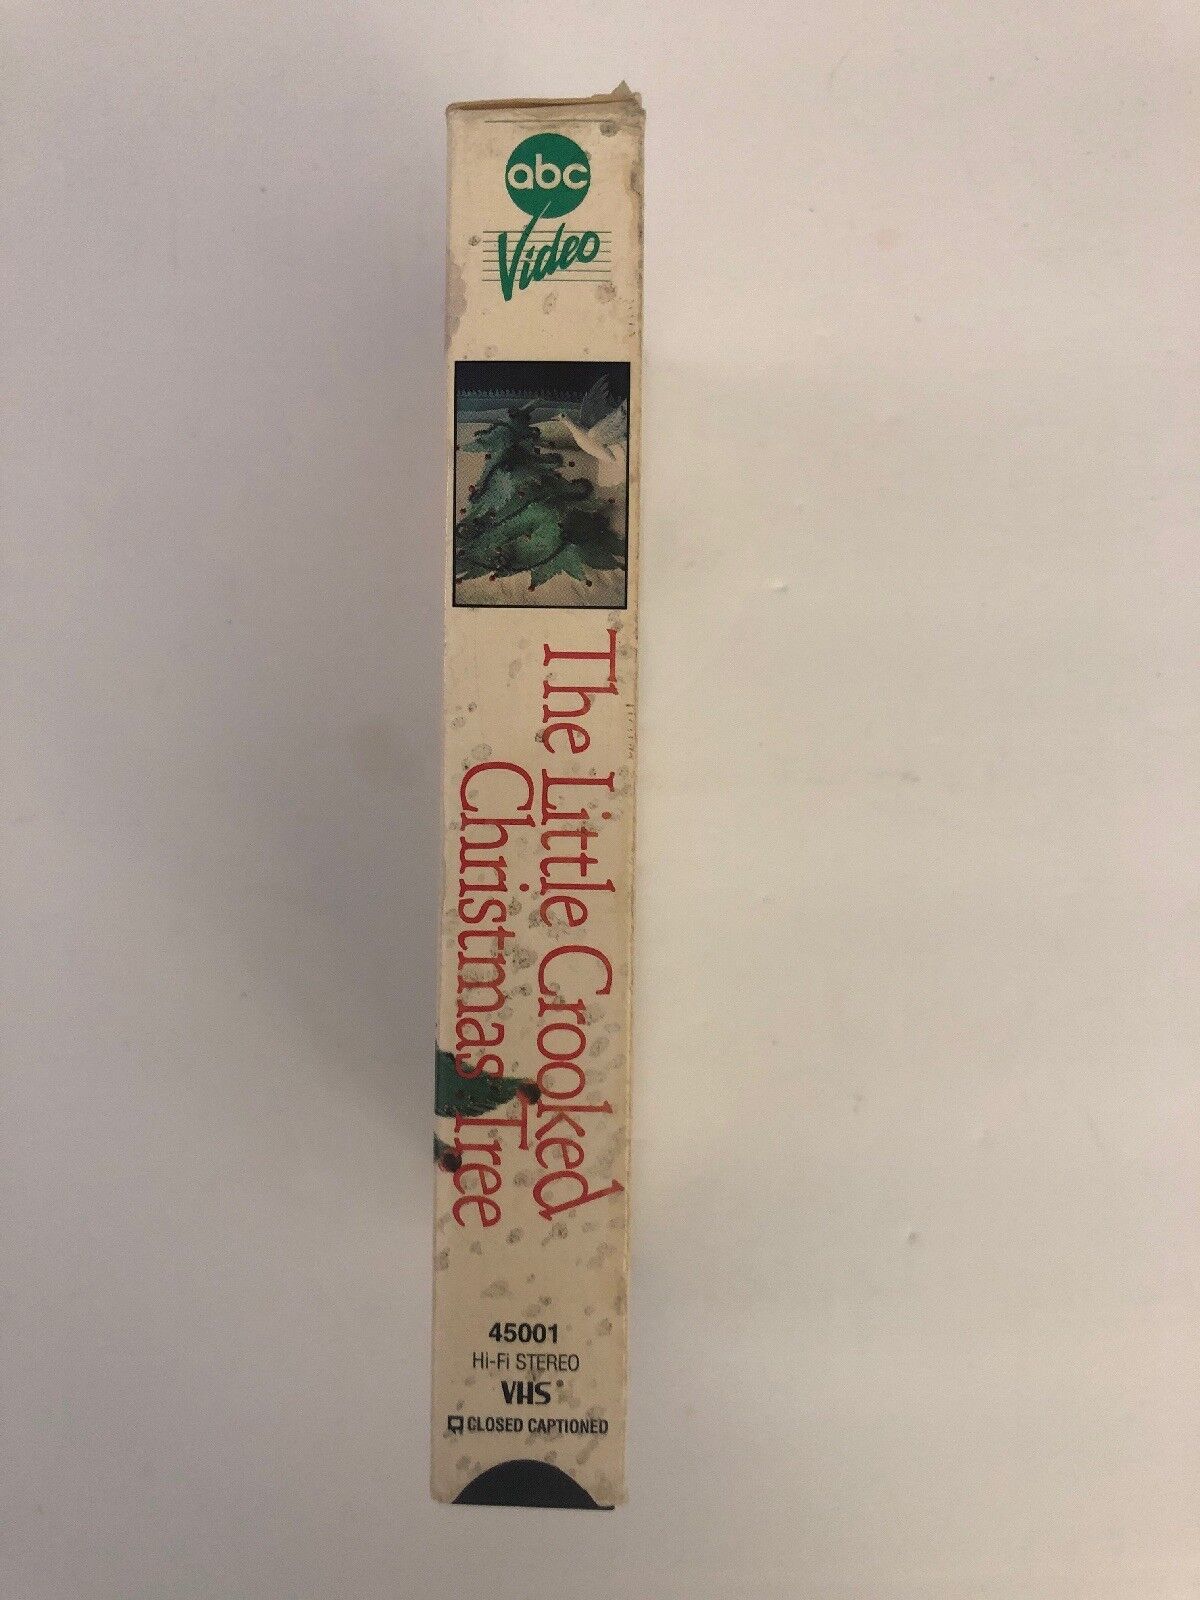 abc
Video
The Little Crooked
Christmas Tree
45001
Hi-Fi STEREO
VHS
CLOSED CAPTIONED